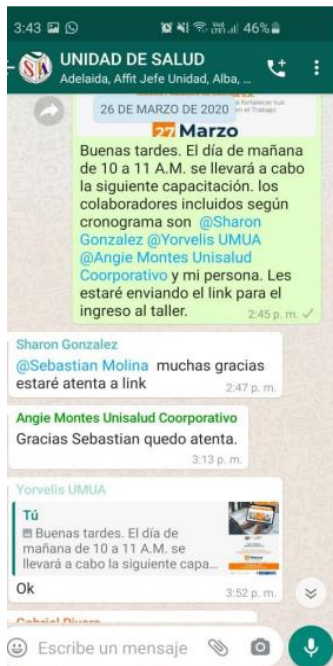 3:43 46%
UNIDAD DE SALUD
Adelaida, Affit Jefe Unidad, Alba, ...
26 DE MARZO DE 2020
27 Marzo
Buenas tardes. El día de mañana
de 10 a 11 A.M. se llevará a cabo
la siguiente capacitación. los
colaboradores incluidos según
cronograma son @Sharon
Gonzalez @Yorvelis UMUA
@Angie Montes Unisalud
Coorporativo y mi persona. Les
estaré enviando el link para el
ingreso al taller.
2:45 p. m.
Sharon Gonzalez
@Sebastian Molina muchas gracias
estaré atenta a link
2:47 p. m.
Angie Montes Unisalud Coorporativo
Gracias Sebastian quedo atenta.
3:13 p. m.
Yorvelis UMUA
Tú
Buenas tardes. El día de
mañana de 10 a 11 A.M. se
llevará a cabo la siguiente capa...
Ok
3:52 p. m.
Escribe un mensaje